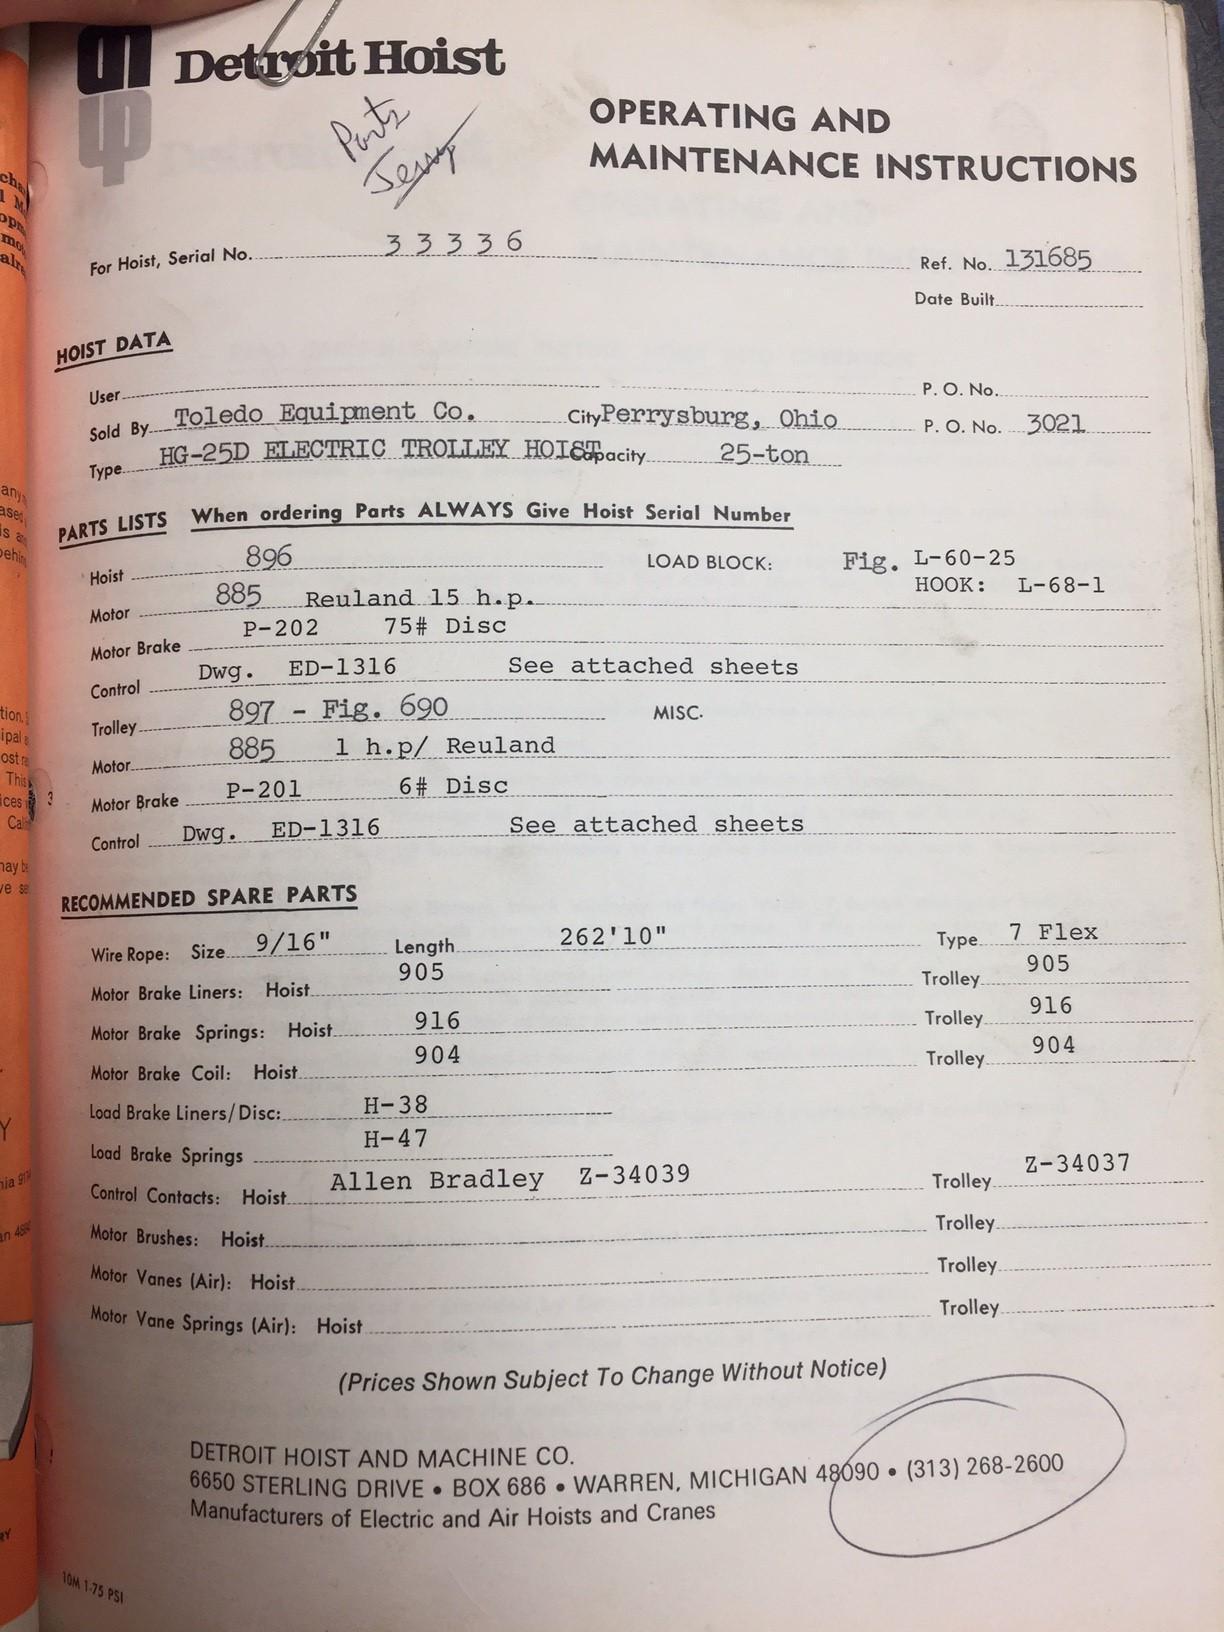 Detroit Hoist
Parts
Jerry
OPERATING AND
MAINTENANCE INSTRUCTIONS
For Hoist, Serial No. 33336 Ref. No. 131685
Date Built
HOIST DATA
User P. O. No.
Sold By Toledo Equipment Co. City Perrysburg, Ohio P. O. No. 3021
Type HG-25D ELECTRIC TROLLEY HOIST Capacity 25-ton
PARTS LISTS When ordering Parts ALWAYS Give Hoist Serial Number
Hoist 896 LOAD BLOCK: Fig. L-60-25
HOOK: L-68-1
Motor 885 Reuland 15 h.p.
Motor Brake P-202 75# Disc
Control Dwg. ED-1316 See attached sheets
Trolley 897 - Fig. 690 MISC.
Motor 885 1 h.p/ Reuland
Motor Brake P-201 6# Disc
Control Dwg. ED-1316 See attached sheets
RECOMMENDED SPARE PARTS
Wire Rope: Size 9/16" Length 262'10" Type 7 Flex
Motor Brake Liners: Hoist 905 Trolley 905
Motor Brake Springs: Hoist 916 Trolley 916
Motor Brake Coil: Hoist 904 Trolley 904
Load Brake Liners/Disc: H-38
Load Brake Springs H-47
Control Contacts: Hoist Allen Bradley Z-34039 Trolley Z-34037
Motor Brushes: Hoist Trolley
Motor Vanes (Air): Hoist Trolley
Motor Vane Springs (Air): Hoist Trolley
(Prices Shown Subject To Change Without Notice)
DETROIT HOIST AND MACHINE CO.
6650 STERLING DRIVE • BOX 686 • WARREN, MICHIGAN 48090 • (313) 268-2600
Manufacturers of Electric and Air Hoists and Cranes
10M 1-75 PSI